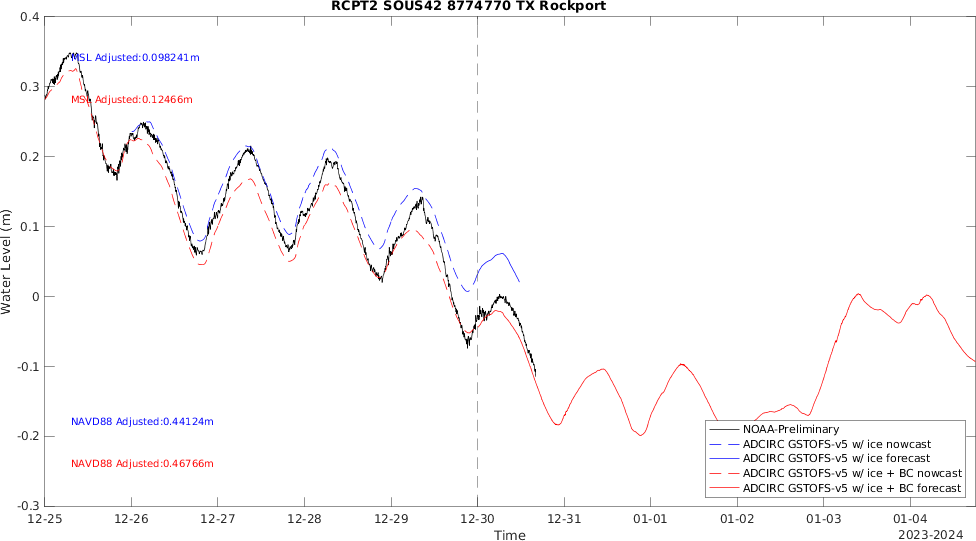 RCPT2 SOUS42 8774770 TX Rockport
0.4
MSL Adjusted:0.098241m
0.3
MSL Adjusted:0.12466m
0.2
0.1
Water Level (m)
0
-0.1
NAVD88 Adjusted:0.44124m
-0.2
NAVD88 Adjusted:0.46766m
NOAA-Preliminary
ADCIRC GSTOFS-v5 w/ ice nowcast
ADCIRC GSTOFS-v5 w/ ice forecast
ADCIRC GSTOFS-v5 w/ ice + BC nowcast
ADCIRC GSTOFS-v5 w/ ice + BC forecast
-0.3
12-25 12-26 12-27 12-28 12-29 12-30 12-31 01-01 01-02 01-03 01-04
Time
2023-2024